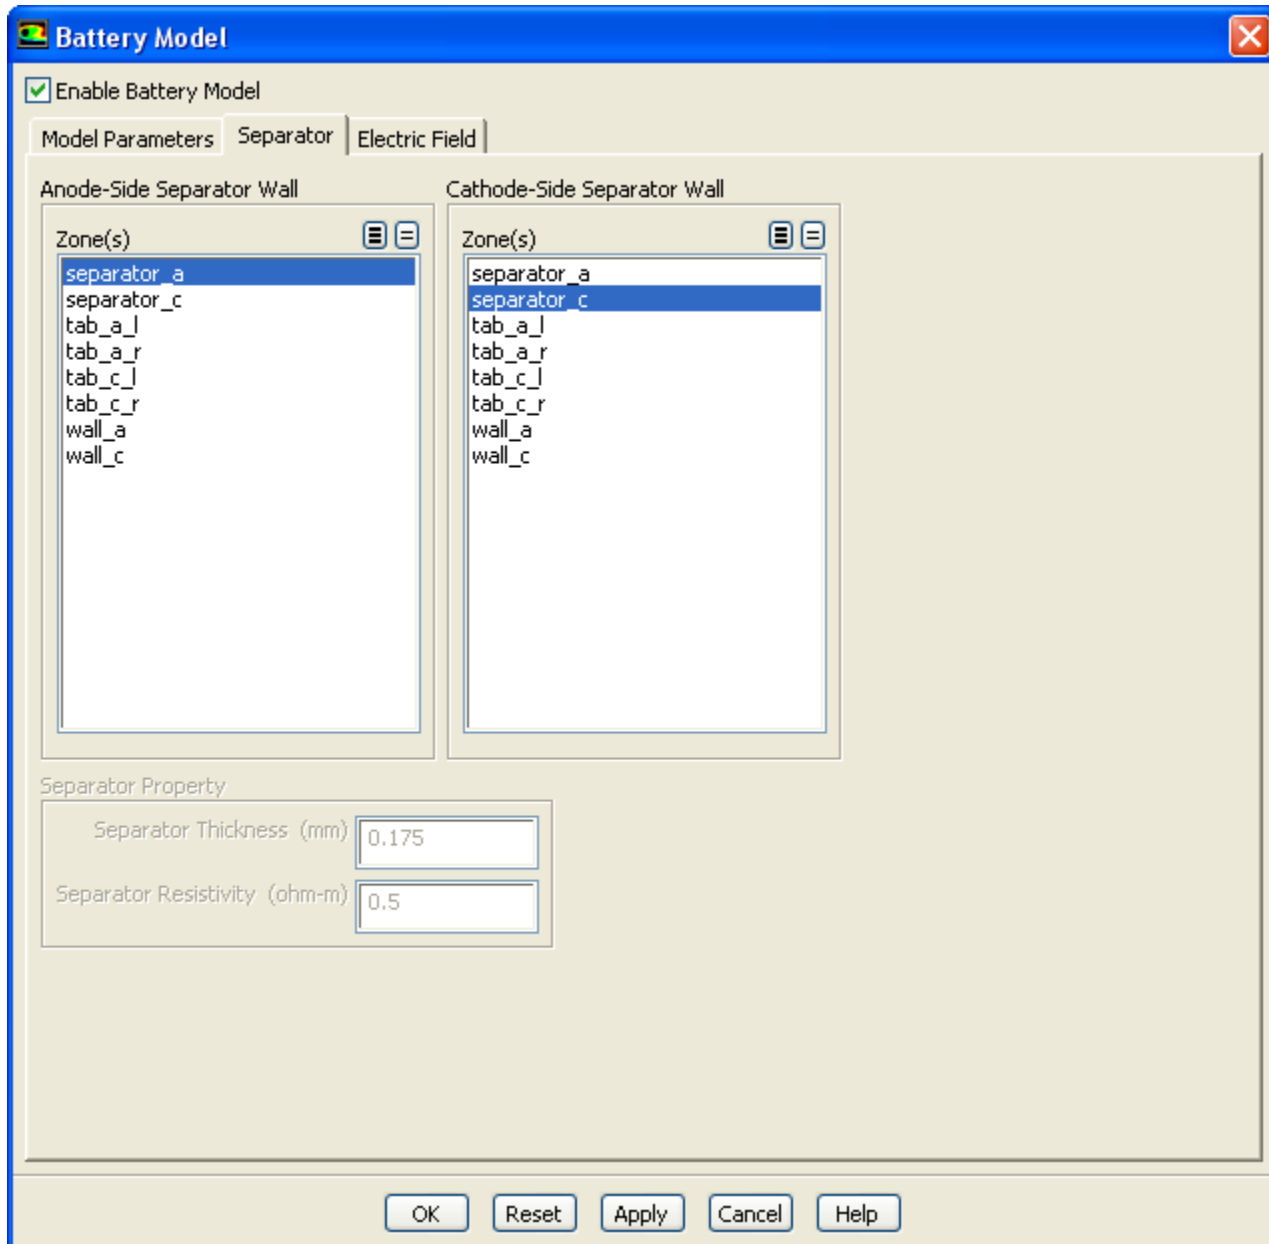 Battery Model
Enable Battery Model
Model Parameters Separator Electric Field
Anode-Side Separator Wall Cathode-Side Separator Wall
Zone(s) Zone(s)
separator_a separator_a
separator_c separator_c
tab_a_l tab_a_l
tab_a_r tab_a_r
tab_c_l tab_c_l
tab_c_r tab_c_r
wall_a wall_a
wall_c wall_c
Separator Property
Separator Thickness (mm) 0.175
Separator Resistivity (ohm-m) 0.5
OK Reset Apply Cancel Help